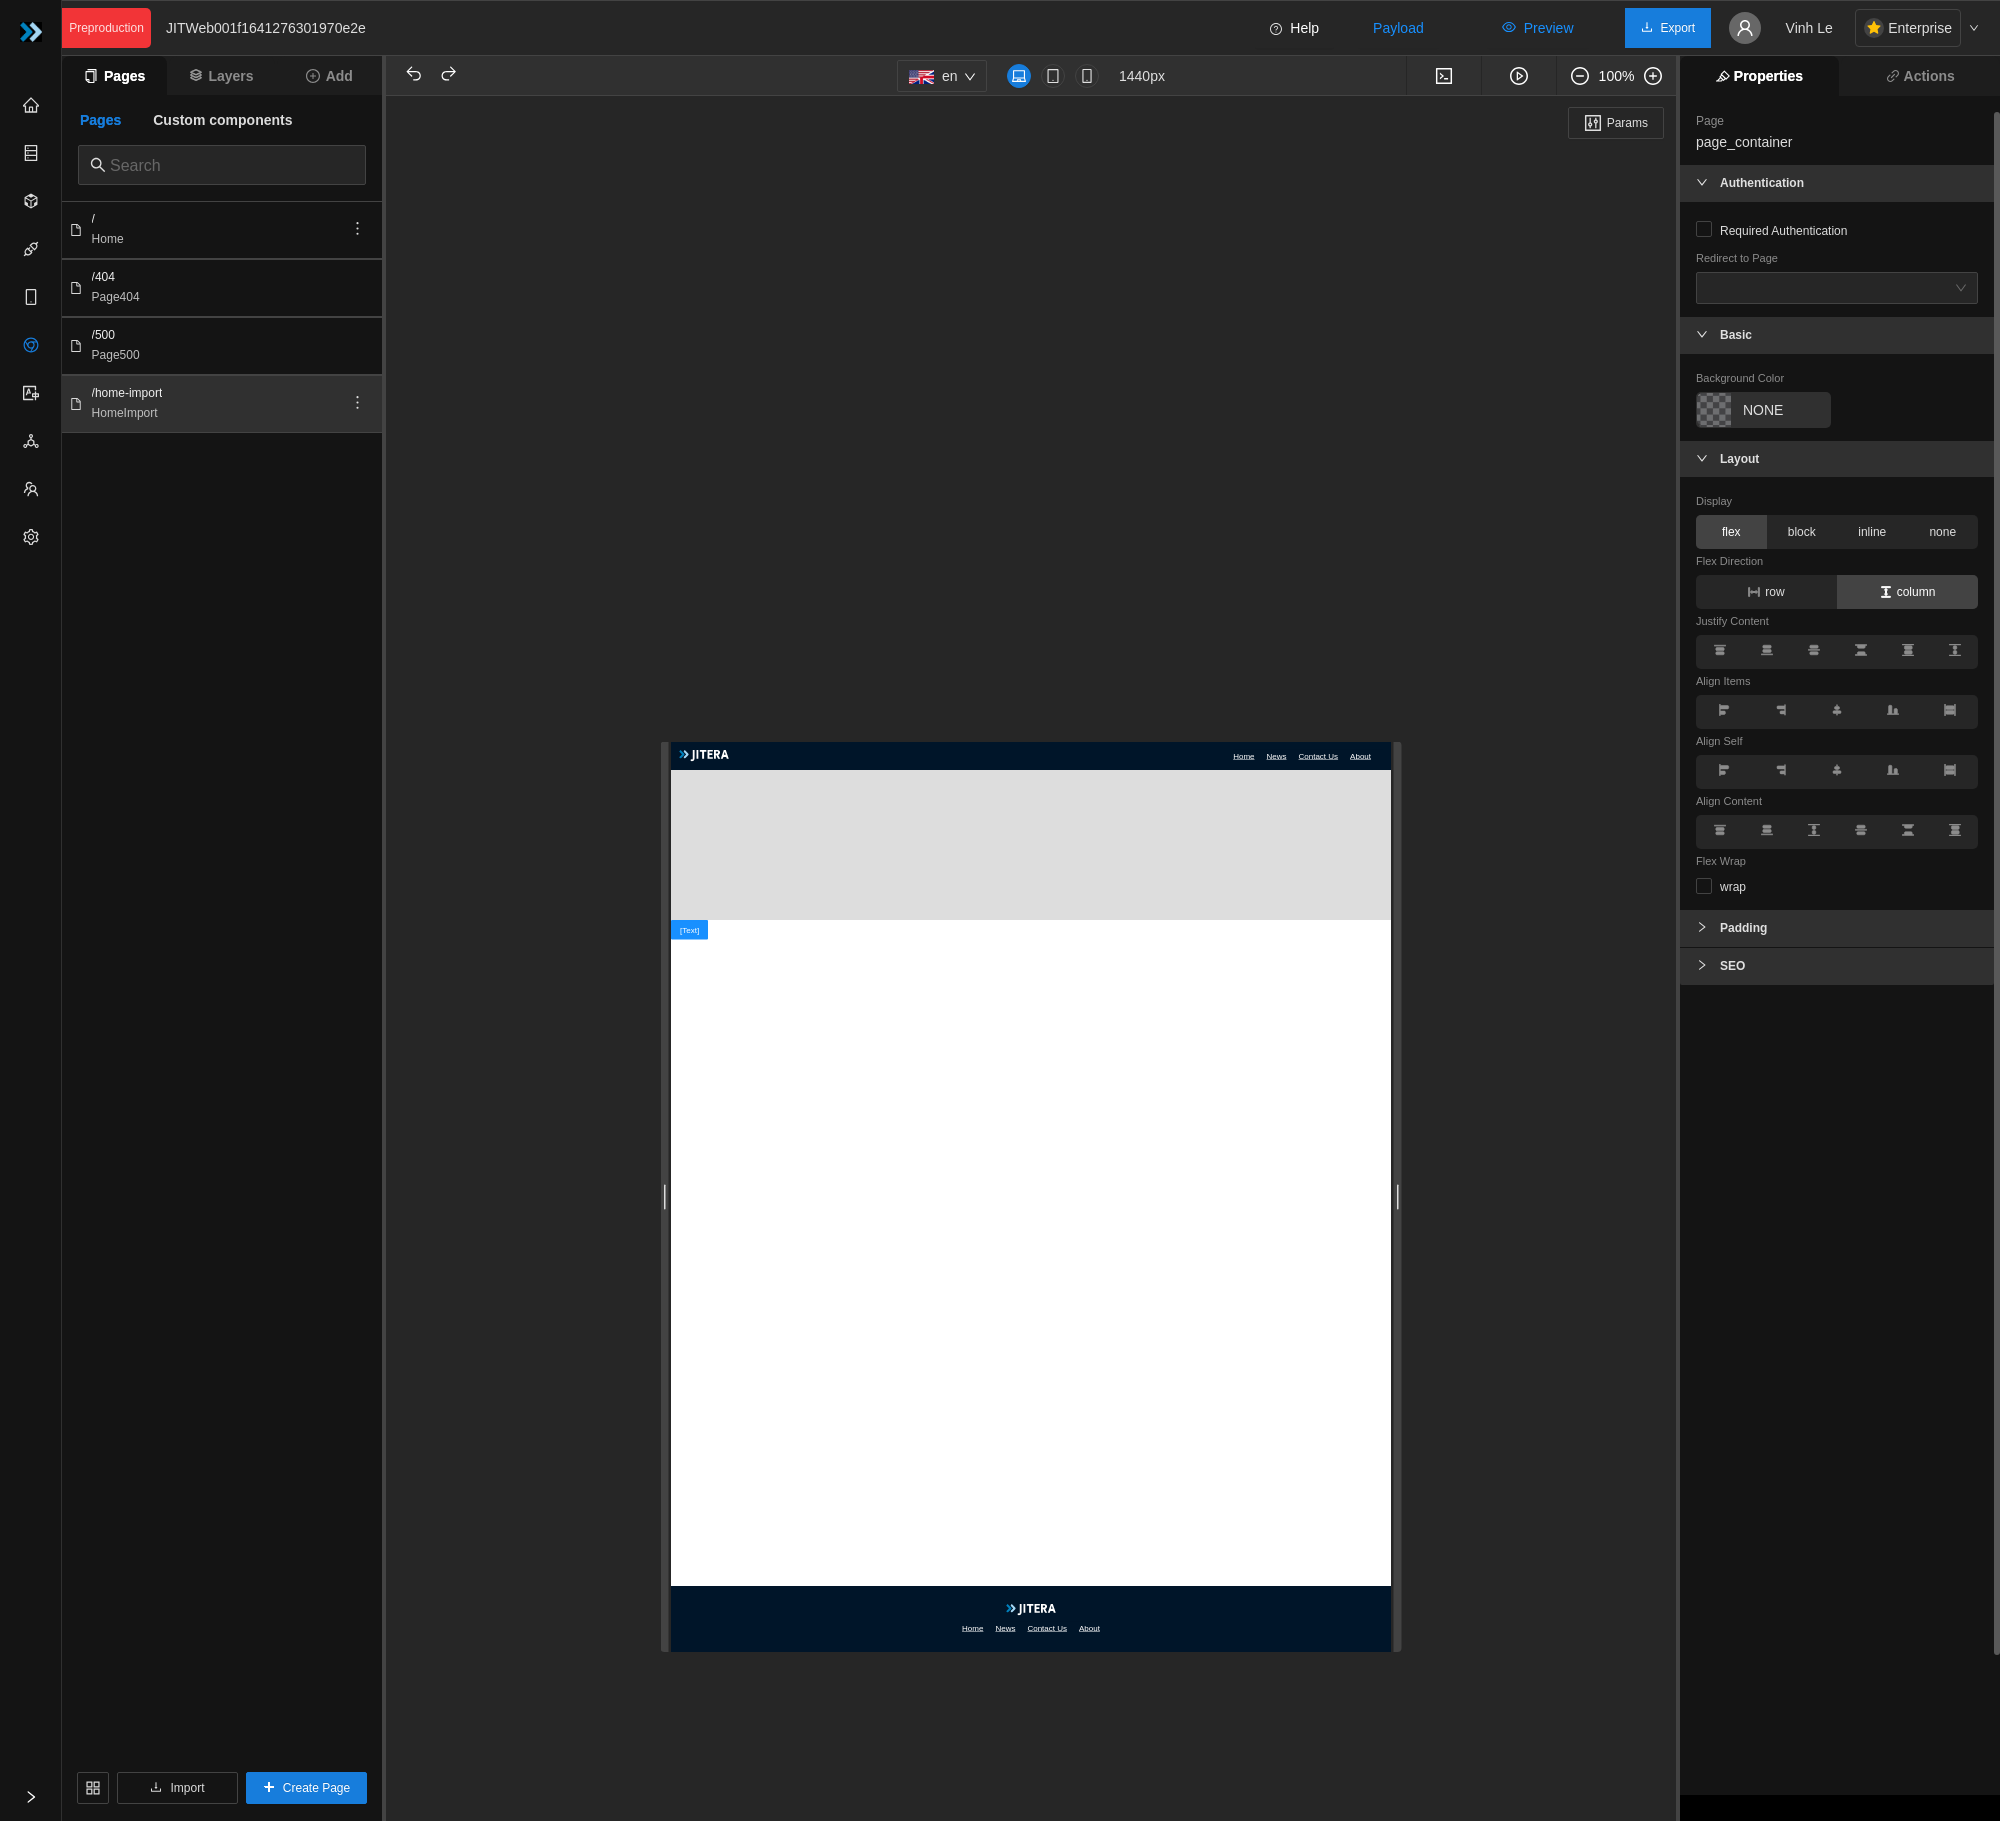 Preproduction
JITWeb001f1641276301970e2e
Help
Payload
Preview
Export
Vinh Le
Enterprise
Pages
Layers
Add
en
1440px
100%
Properties
Actions
Pages
Custom components
Search
/
Home
/404
Page404
/500
Page500
/home-import
HomeImport
Import
Create Page
Params
JITERA
Home News Contact Us About
[Text]
JITERA
Home News Contact Us About
Page
page_container
Authentication
Required Authentication
Redirect to Page
Basic
Background Color
NONE
Layout
Display
flex block inline none
Flex Direction
row column
Justify Content
Align Items
Align Self
Align Content
Flex Wrap
wrap
Padding
SEO